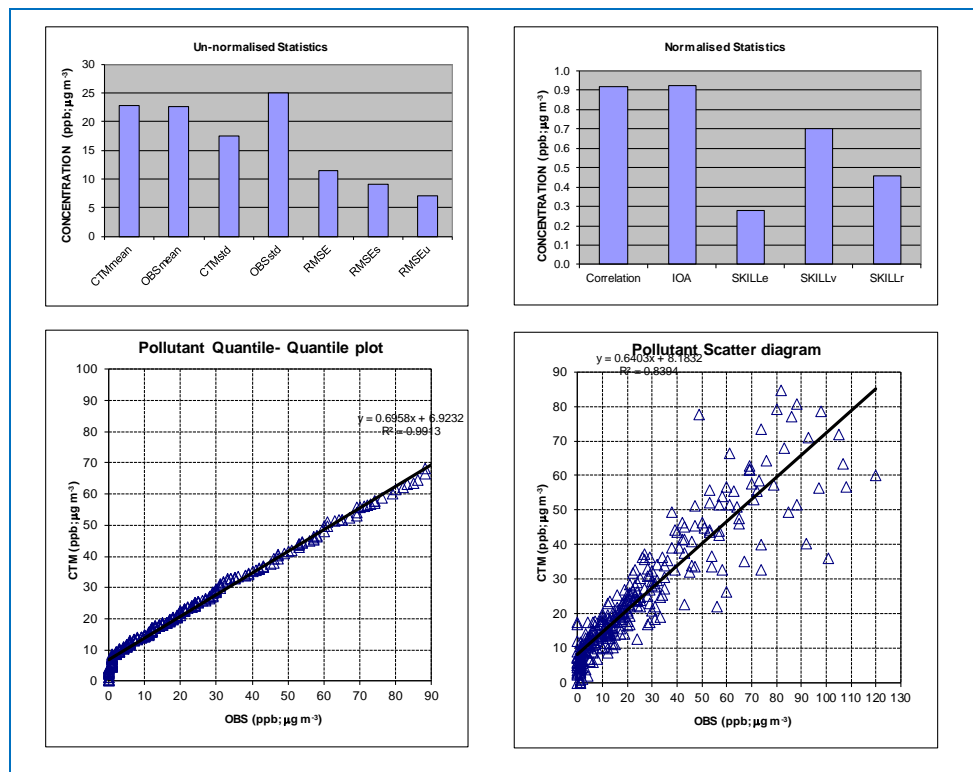 Un-normalised Statistics
CONCENTRATION (ppb;µg m-3)
30
25
20
15
10
5
0
CTMmean
OBSmean
CTMstd
OBSstd
RMSE
RMSEs
RMSEu
Normalised Statistics
CONCENTRATION (ppb;µg m-3)
1.0
0.9
0.8
0.7
0.6
0.5
0.4
0.3
0.2
0.1
0.0
Correlation IOA SKILLe SKILLv SKILLr
Pollutant Quantile- Quantile plot
y = 0.6958x + 6.9232
R² = 0.9913
CTM (ppb;µg m-3)
100
90
80
70
60
50
40
30
20
10
0
0 10 20 30 40 50 60 70 80 90
OBS (ppb;µg m-3)
Pollutant Scatter diagram
y = 0.6403x + 8.1832
R² = 0.8394
CTM (ppb;µg m-3)
90
80
70
60
50
40
30
20
10
0
0 10 20 30 40 50 60 70 80 90 100 110 120 130
OBS (ppb;µg m-3)